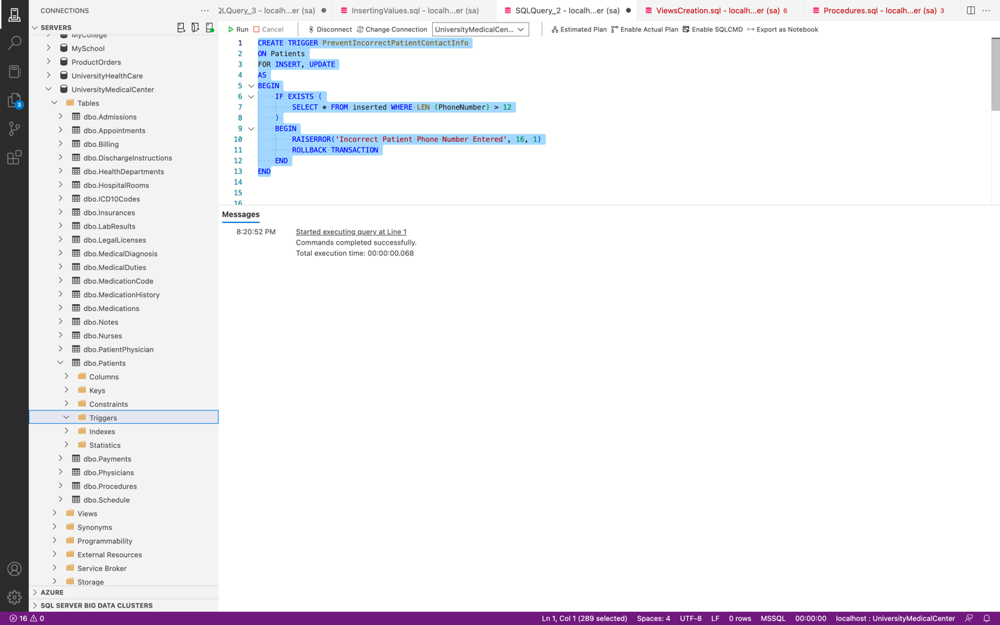 CONNECTIONS
QLQuery_3 - localh...er (sa)
InsertingValues.sql - localh...er (sa)
SQLQuery_2 - localh...er (sa)
ViewsCreation.sql - localh...er (sa) 6
Procedures.sql - localh...er (sa) 3
SERVERS
Run
Cancel
Disconnect
Change Connection
UniversityMedicalCen...
Estimated Plan
Enable Actual Plan
Enable SQLCMD
Export as Notebook
MyCollege
MySchool
ProductOrders
UniversityHealthCare
UniversityMedicalCenter
Tables
dbo.Admissions
dbo.Appointments
dbo.Billing
dbo.DischargeInstructions
dbo.HealthDepartments
dbo.HospitalRooms
dbo.ICD10Codes
dbo.Insurances
dbo.LabResults
dbo.LegalLicenses
dbo.MedicalDiagnosis
dbo.MedicalDuties
dbo.MedicationCode
dbo.MedicationHistory
dbo.Medications
dbo.Notes
dbo.Nurses
dbo.PatientPhysician
dbo.Patients
Columns
Keys
Constraints
Triggers
Indexes
Statistics
dbo.Payments
dbo.Physicians
dbo.Procedures
dbo.Schedule
Views
Synonyms
Programmability
External Resources
Service Broker
Storage
AZURE
SQL SERVER BIG DATA CLUSTERS
3
1 CREATE TRIGGER PreventIncorrectPatientContactInfo
2 ON Patients
3 FOR INSERT, UPDATE
4 AS
5 BEGIN
6 IF EXISTS (
7 SELECT * FROM inserted WHERE LEN (PhoneNumber) > 12
8 )
9 BEGIN
10 RAISERROR('Incorrect Patient Phone Number Entered', 16, 1)
11 ROLLBACK TRANSACTION
12 END
13 END
14
15
16
Messages
8:20:52 PM Started executing query at Line 1
Commands completed successfully.
Total execution time: 00:00:00.068
16 0
Ln 1, Col 1 (289 selected)
Spaces: 4
UTF-8
LF
0 rows
MSSQL
00:00:00
localhost : UniversityMedicalCenter